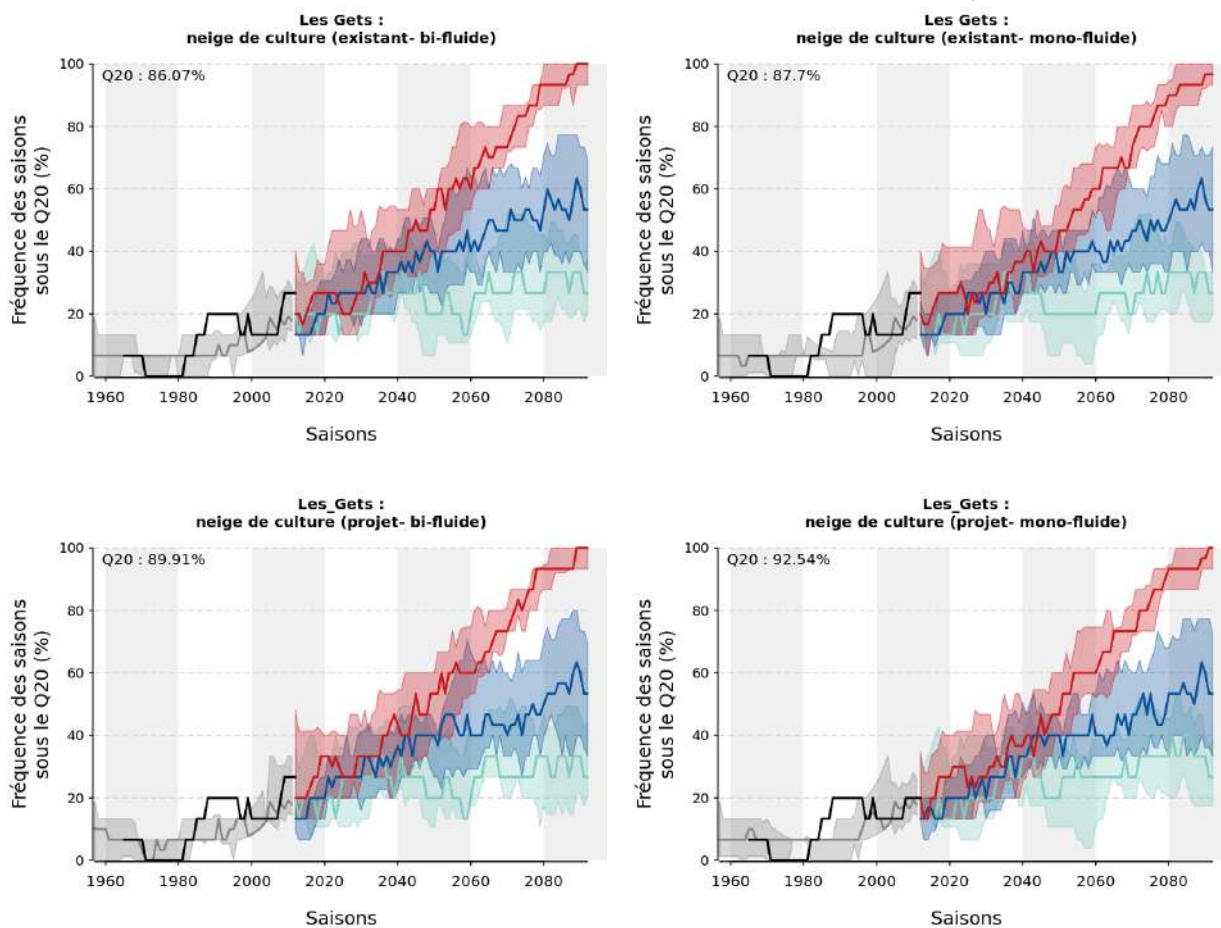 Les Gets :
neige de culture (existant- bi-fluide)
Q20 : 86.07%
Fréquence des saisons
sous le Q20 (%)
100
80
60
40
20
0
1960 1980 2000 2020 2040 2060 2080
Saisons
Les Gets :
neige de culture (existant- mono-fluide)
Q20 : 87.7%
Fréquence des saisons
sous le Q20 (%)
100
80
60
40
20
0
1960 1980 2000 2020 2040 2060 2080
Saisons
Les_Gets :
neige de culture (projet- bi-fluide)
Q20 : 89.91%
Fréquence des saisons
sous le Q20 (%)
100
80
60
40
20
0
1960 1980 2000 2020 2040 2060 2080
Saisons
Les_Gets :
neige de culture (projet- mono-fluide)
Q20 : 92.54%
Fréquence des saisons
sous le Q20 (%)
100
80
60
40
20
0
1960 1980 2000 2020 2040 2060 2080
Saisons